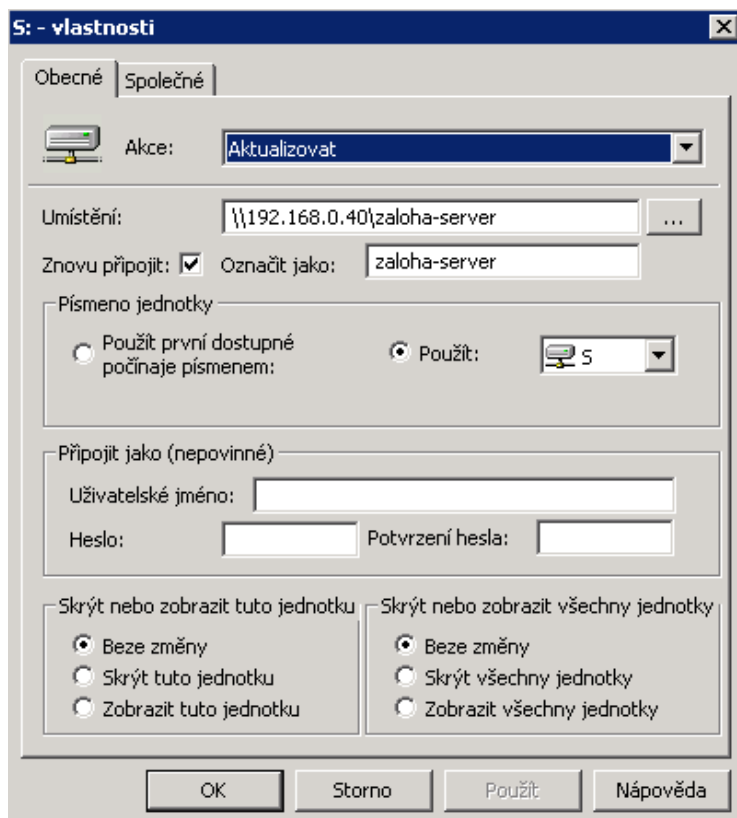 S: - vlastnosti
Obecné Společné
Akce: Aktualizovat
Umístění: \\192.168.0.40\zaloha-server ...
Znovu připojit: Označit jako: zaloha-server
Písmeno jednotky
Použít první dostupné
počínaje písmenem:
Použít: S
Připojit jako (nepovinné)
Uživatelské jméno:
Heslo: Potvrzení hesla:
Skrýt nebo zobrazit tuto jednotku
Beze změny
Skrýt tuto jednotku
Zobrazit tuto jednotku
Skrýt nebo zobrazit všechny jednotky
Beze změny
Skrýt všechny jednotky
Zobrazit všechny jednotky
OK Storno Použít Nápověda